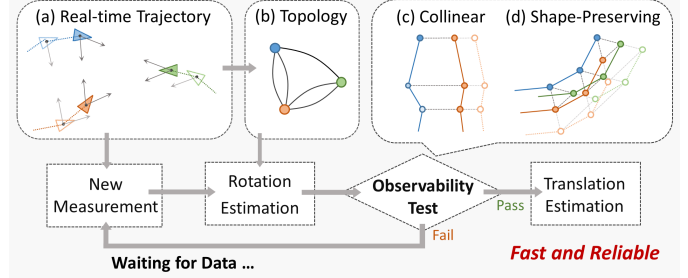 (a) Real-time Trajectory
(b) Topology
(c) Collinear
(d) Shape-Preserving
New
Measurement
Rotation
Estimation
Observability
Test
Pass
Fail
Translation
Estimation
Waiting for Data ...
Fast and Reliable